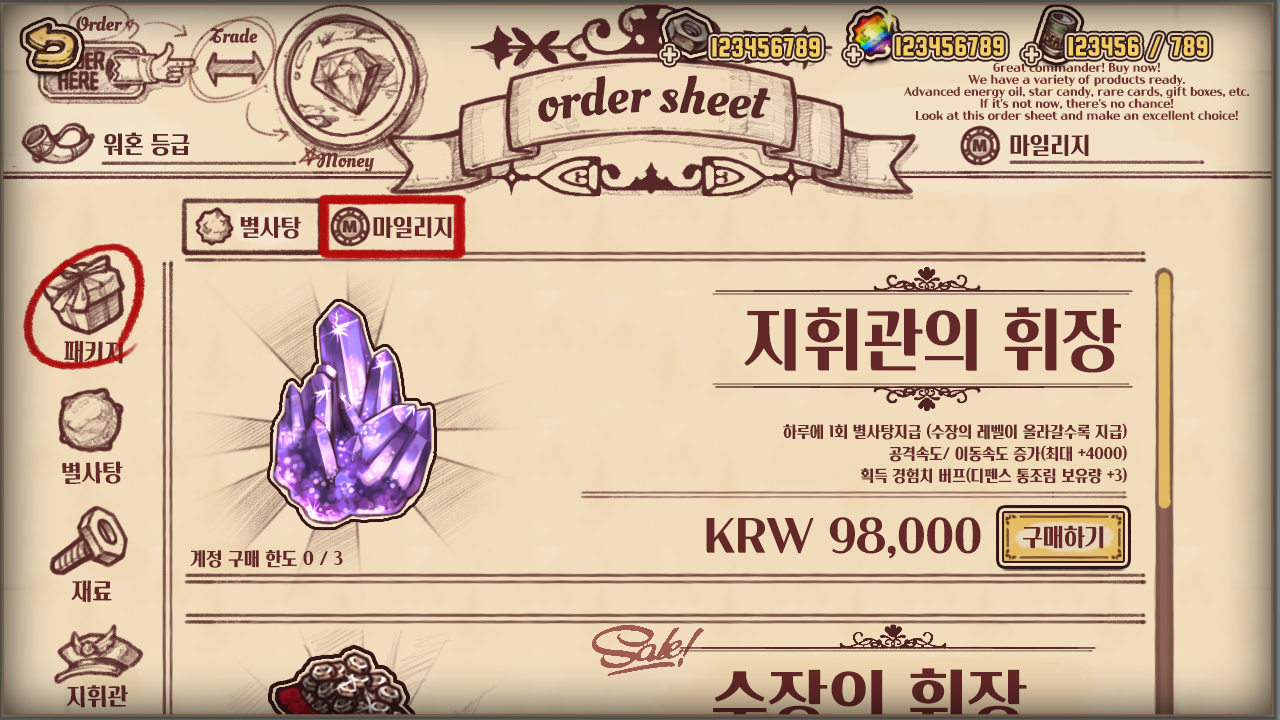 Order
Trade
ORDER
HERE
Money
워혼 등급
order sheet
123456789
123456789
123456 / 789
Great commander! Buy now!
We have a variety of products ready.
Advanced energy oil, star candy, rare cards, gift boxes, etc.
If it's not now, there's no chance!
Look at this order sheet and make an excellent choice!
M 마일리지
별사탕
M 마일리지
패키지
별사탕
재료
지휘관
지휘관의 휘장
하루에 1회 별사탕지급 (수장의 레벨이 올라갈수록 지급)
공격속도/ 이동속도 증가(최대 +4000)
획득 경험치 버프(디펜스 통조림 보유량 +3)
KRW 98,000
구매하기
계정 구매 한도 0 / 3
Sale!
수장의 휘장